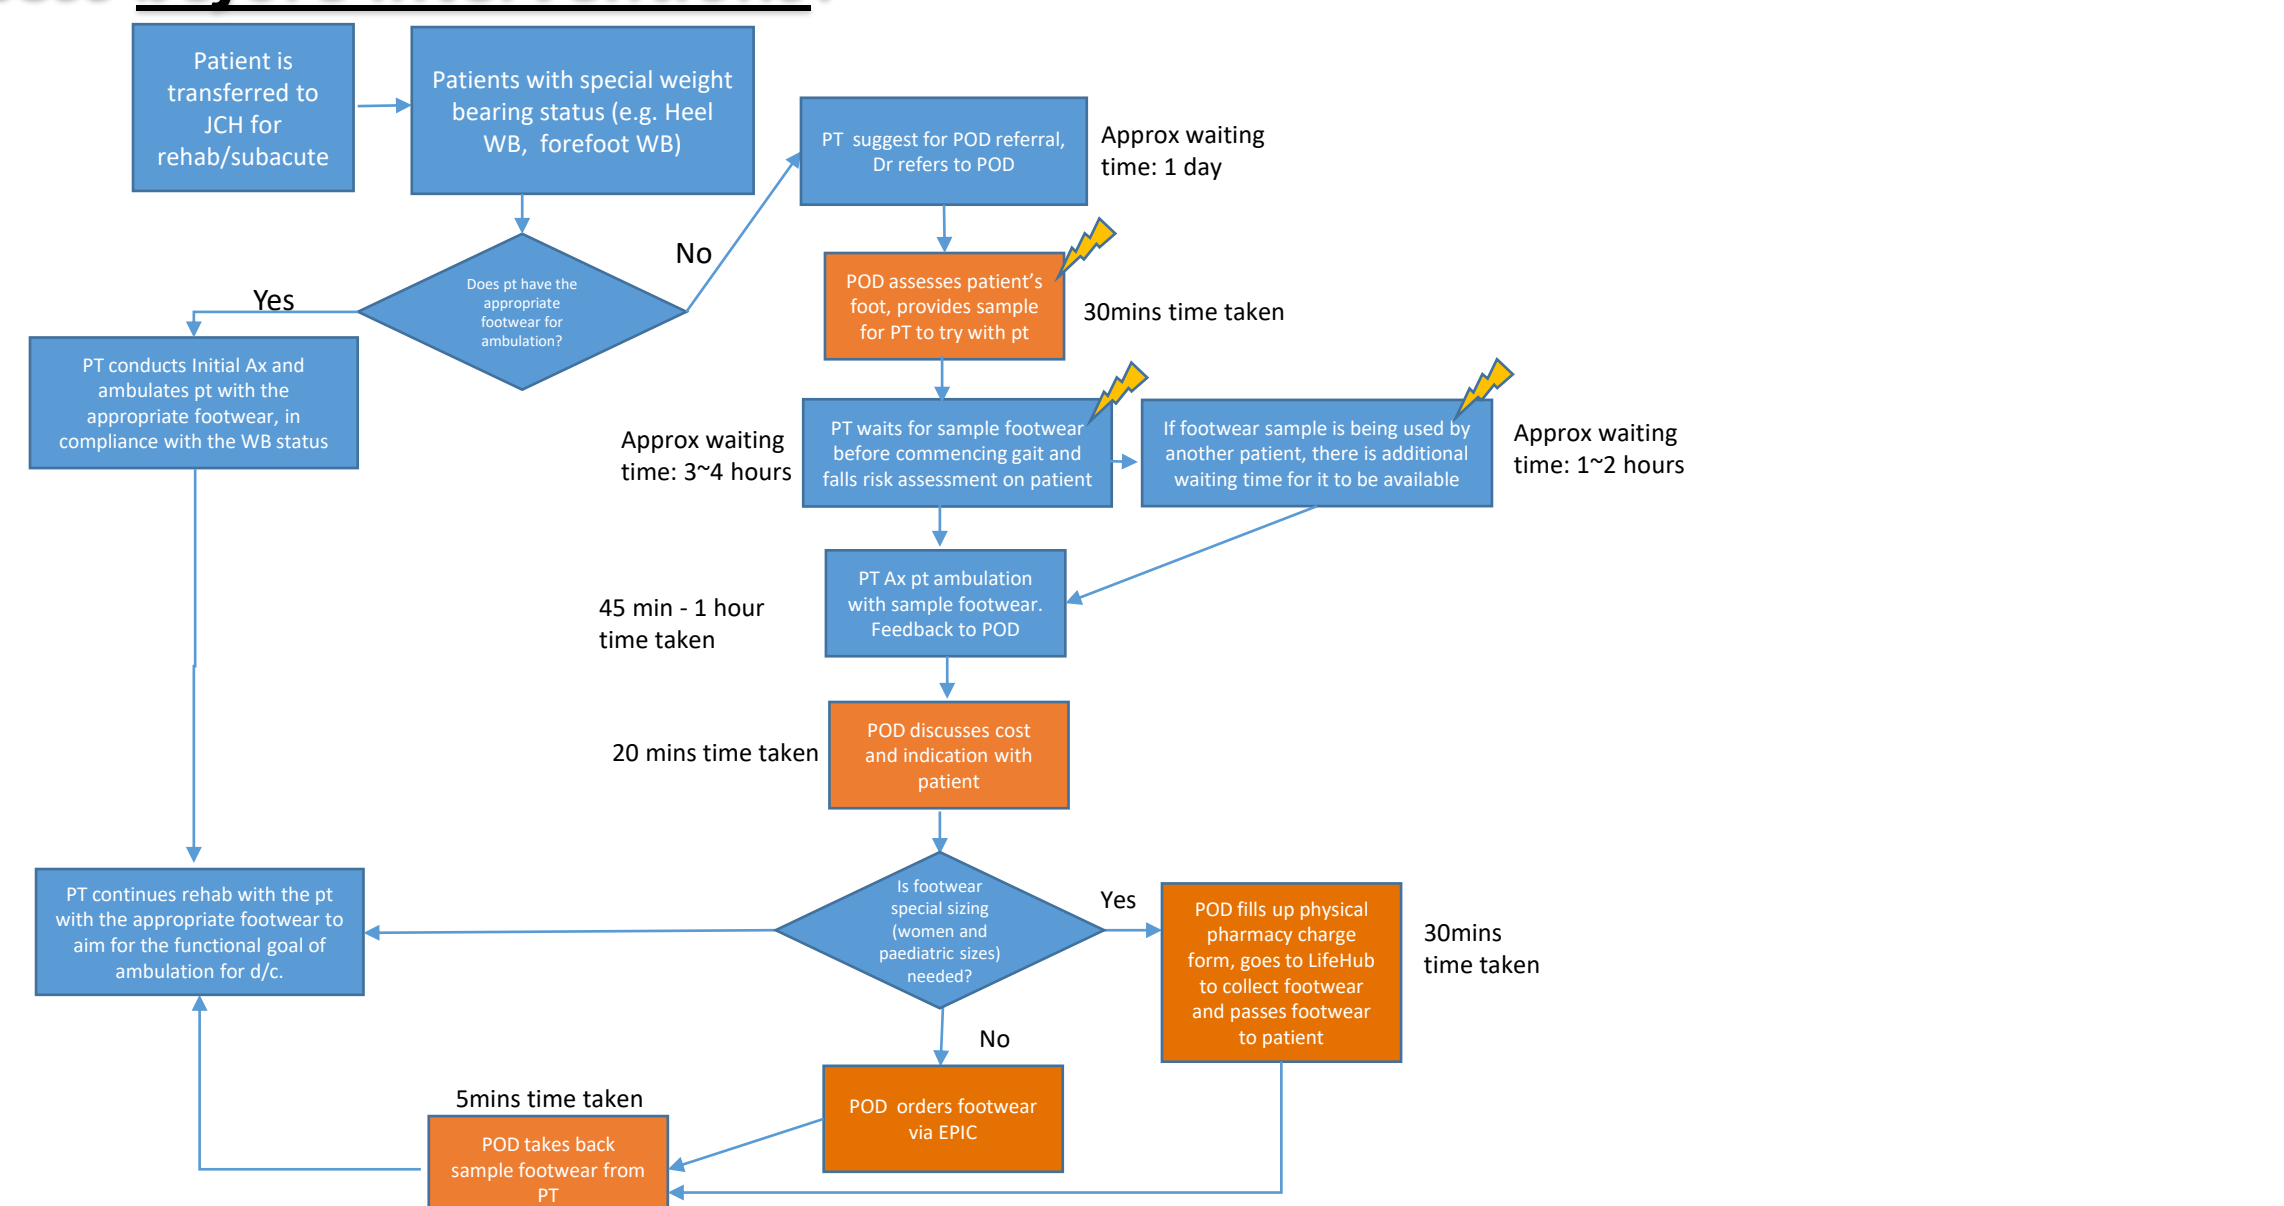 Patient is
transferred to
JCH for
rehab/subacute
Patients with special weight
bearing status (e.g. Heel
WB, forefoot WB)
PT suggest for POD referral,
Dr refers to POD
Approx waiting
time: 1 day
No
Yes
Does pt have the
appropriate
footwear for
ambulation?
POD assesses patient’s
foot, provides sample
for PT to try with pt
30mins time taken
PT conducts Initial Ax and
ambulates pt with the
appropriate footwear, in
compliance with the WB status
Approx waiting
time: 3~4 hours
PT waits for sample footwear
before commencing gait and
falls risk assessment on patient
If footwear sample is being used by
another patient, there is additional
waiting time for it to be available
Approx waiting
time: 1~2 hours
45 min - 1 hour
time taken
PT Ax pt ambulation
with sample footwear.
Feedback to POD
20 mins time taken
POD discusses cost
and indication with
patient
PT continues rehab with the pt
with the appropriate footwear to
aim for the functional goal of
ambulation for d/c.
Is footwear
special sizing
(women and
paediatric sizes)
needed?
Yes
POD fills up physical
pharmacy charge
form, goes to LifeHub
to collect footwear
and passes footwear
to patient
30mins
time taken
No
POD orders footwear
via EPIC
5mins time taken
POD takes back
sample footwear from
PT